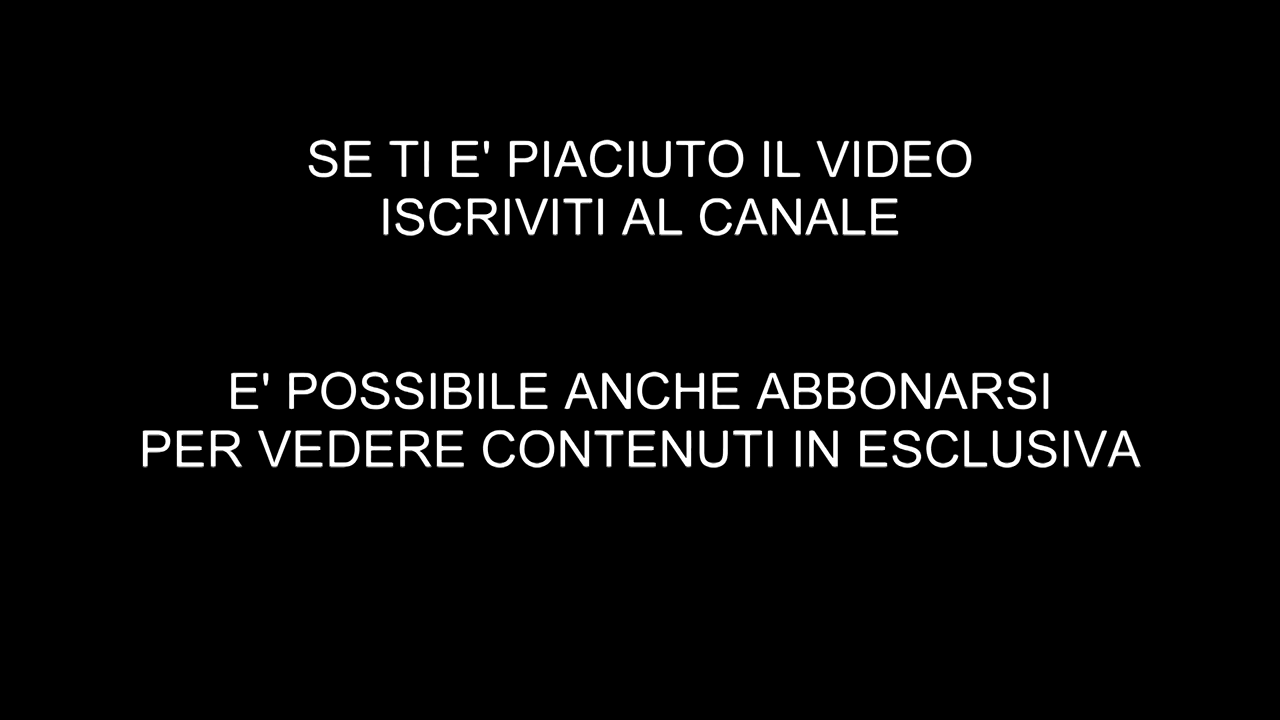 SE TI E' PIACIUTO IL VIDEO
ISCRIVITI AL CANALE
E' POSSIBILE ANCHE ABBONARSI
PER VEDERE CONTENUTI IN ESCLUSIVA